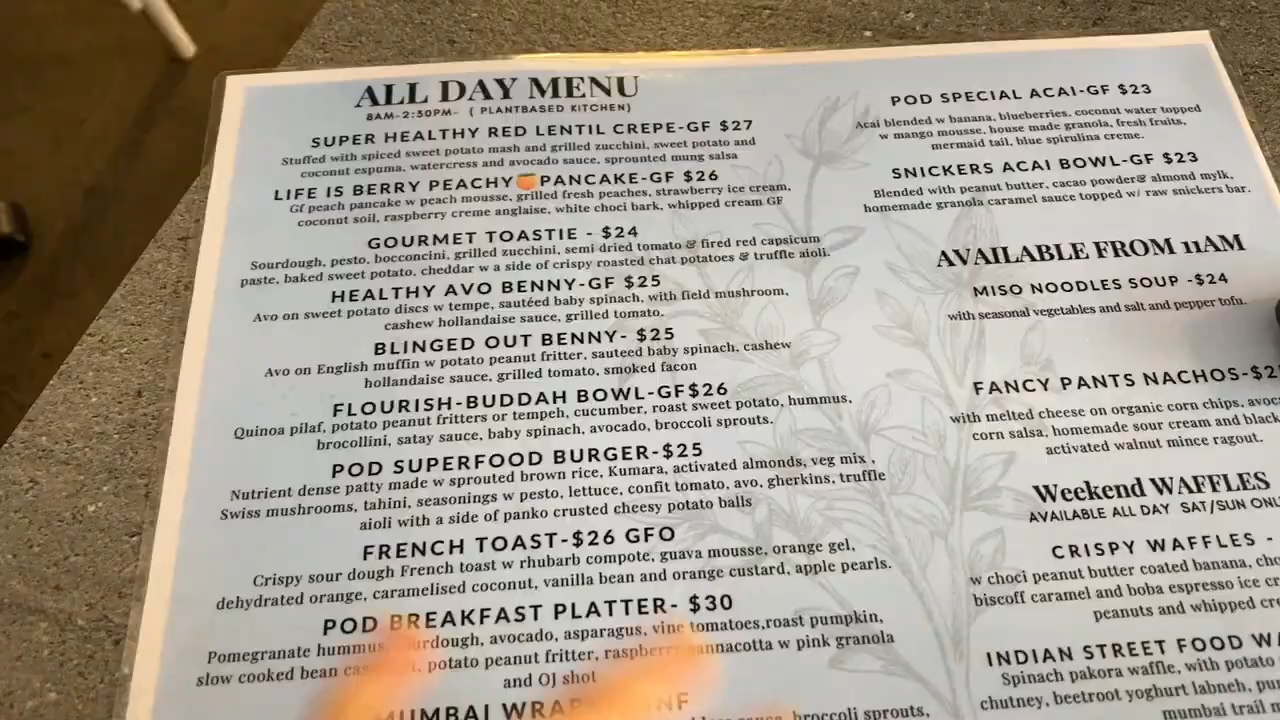 ALL DAY MENU
8AM-2:30PM- ( PLANTBASED KITCHEN)
SUPER HEALTHY RED LENTIL CREPE-GF $27
Stuffed with spiced sweet potato mash and grilled zucchini, sweet potato and
coconut espuma, watercress and avocado sauce, sprouted mung salsa
LIFE IS BERRY PEACHY🍑PANCAKE-GF $26
Gf peach pancake w peach mousse, grilled fresh peaches, strawberry ice cream,
coconut soil, raspberry creme anglaise, white choci bark, whipped cream GF
GOURMET TOASTIE - $24
Sourdough, pesto, bocconcini, grilled zucchini, semi dried tomato & fired red capsicum
paste, baked sweet potato, cheddar w a side of crispy roasted chat potatoes & truffle aioli.
HEALTHY AVO BENNY-GF $25
Avo on sweet potato discs w tempe, sautéed baby spinach, with field mushroom,
cashew hollandaise sauce, grilled tomato.
BLINGED OUT BENNY- $25
Avo on English muffin w potato peanut fritter, sauteed baby spinach, cashew
hollandaise sauce, grilled tomato, smoked facon
FLOURISH-BUDDAH BOWL-GF$26
Quinoa pilaf, potato peanut fritters or tempeh, cucumber, roast sweet potato, hummus,
brocollini, satay sauce, baby spinach, avocado, broccoli sprouts.
POD SUPERFOOD BURGER-$25
Nutrient dense patty made w sprouted brown rice, Kumara, activated almonds, veg mix ,
Swiss mushrooms, tahini, seasonings w pesto, lettuce, confit tomato, avo, gherkins, truffle
aioli with a side of panko crusted cheesy potato balls
FRENCH TOAST-$26 GFO
Crispy sour dough French toast w rhubarb compote, guava mousse, orange gel,
dehydrated orange, caramelised coconut, vanilla bean and orange custard, apple pearls.
POD BREAKFAST PLATTER- $30
Pomegranate hummus, urdough, avocado, asparagus, vine tomatoes,roast pumpkin,
slow cooked bean potato peanut fritter, raspberry annacotta w pink granola
and OJ shot
MUMBAI WRAP NF
broccoli sprouts,
POD SPECIAL ACAI-GF $23
Acai blended w banana, blueberries, coconut water topped
w mango mousse, house made granola, fresh fruits,
mermaid tail, blue spirulina creme.
SNICKERS ACAI BOWL-GF $23
Blended with peanut butter, cacao powder& almond mylk,
homemade granola caramel sauce topped w/ raw snickers bar.
AVAILABLE FROM 11AM
MISO NOODLES SOUP -$24
with seasonal vegetables and salt and pepper tofu.
FANCY PANTS NACHOS-$2
with melted cheese on organic corn chips, avoc
corn salsa, homemade sour cream and black
activated walnut mince ragout.
Weekend WAFFLES
AVAILABLE ALL DAY SAT/SUN ONL
CRISPY WAFFLES -
w choci peanut butter coated banana, cho
biscoff caramel and boba espresso ice cr
peanuts and whipped cre
INDIAN STREET FOOD WA
Spinach pakora waffle, with potato
chutney, beetroot yoghurt labneh, pu
mumbai trail m